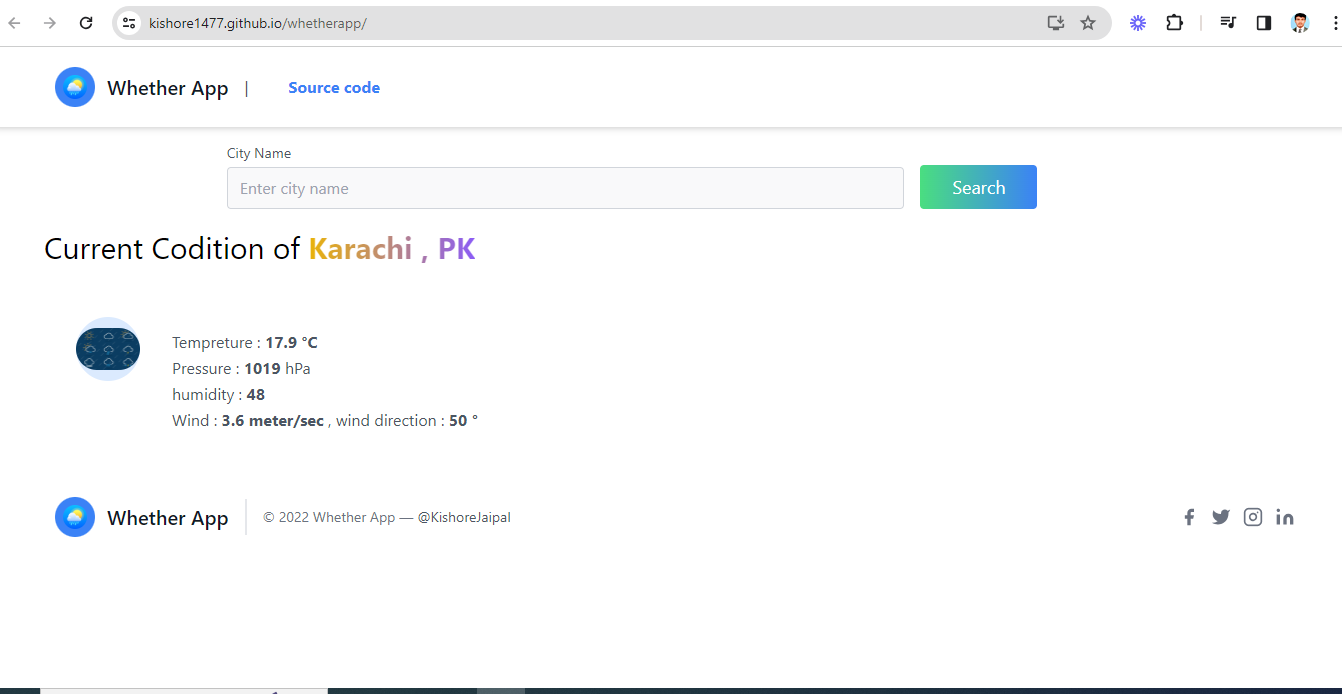 kishore1477.github.io/whetherapp/
Whether App | Source code
City Name
Enter city name
Search
Current Codition of Karachi , PK
Tempreture : 17.9 °C
Pressure : 1019 hPa
humidity : 48
Wind : 3.6 meter/sec , wind direction : 50 °
Whether App
© 2022 Whether App — @KishoreJaipal